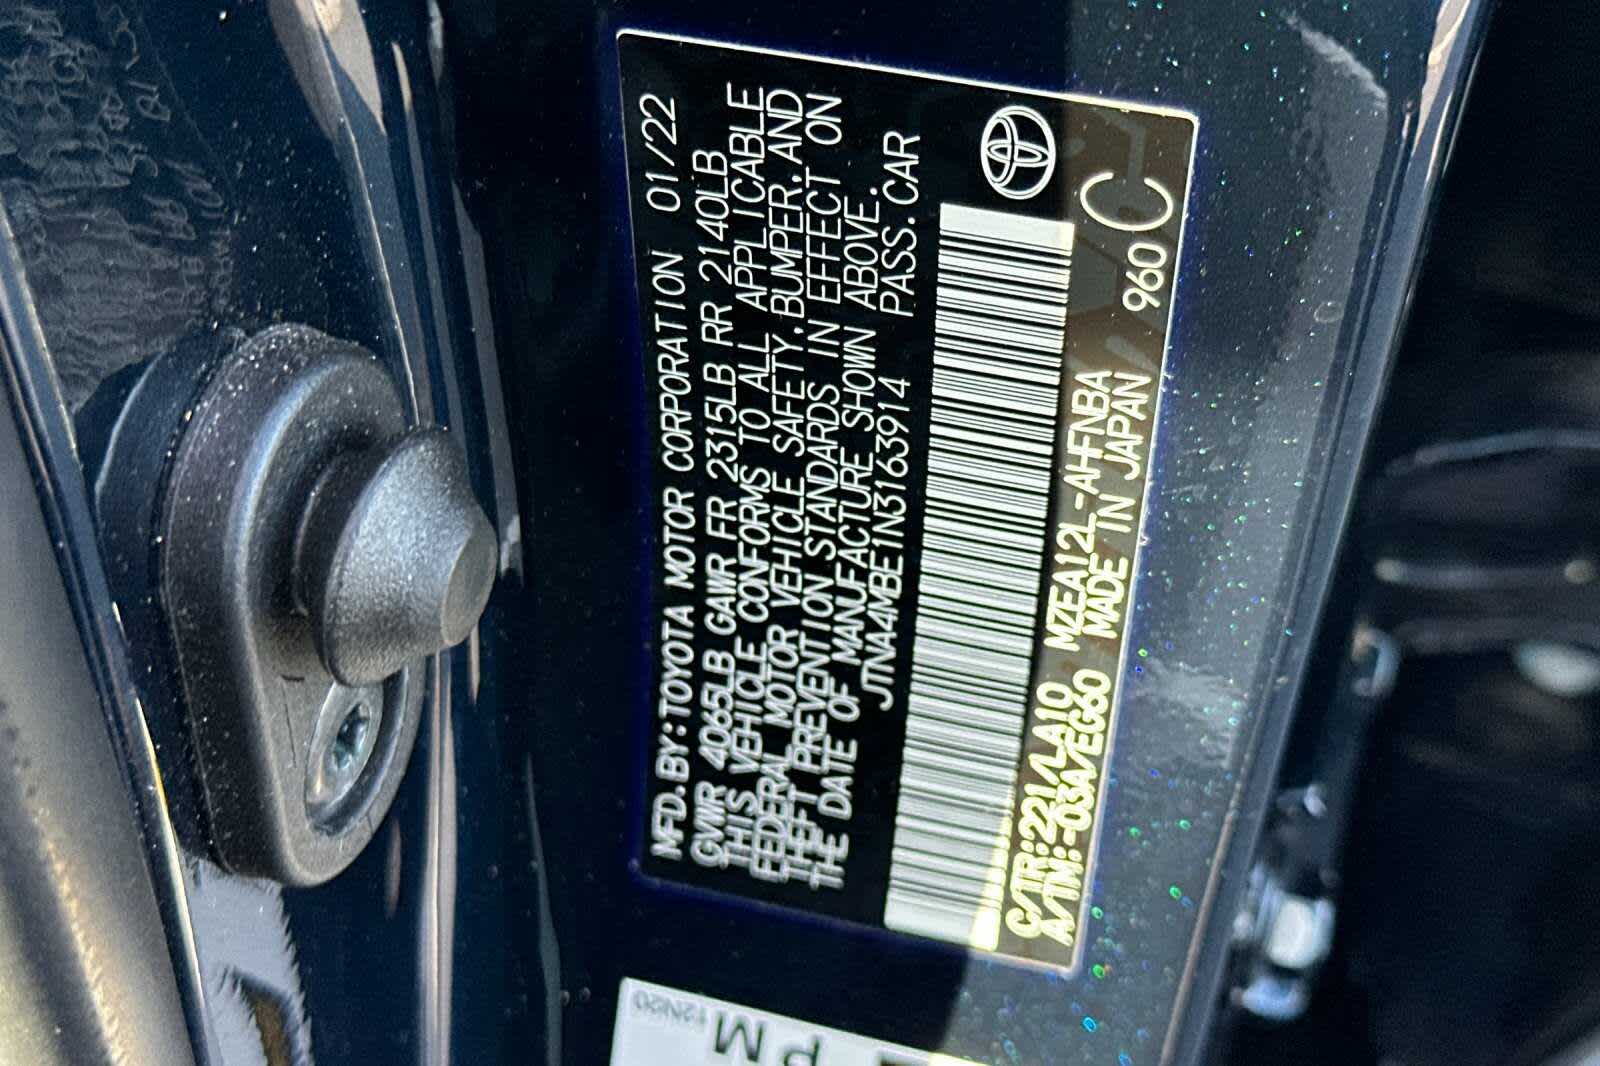 MFD.BY:TOYOTA MOTOR CORPORATION 01/22
GVWR 4065LB GAWR FR 2315LB RR 2140LB
THIS VEHICLE CONFORMS TO ALL APPLICABLE
FEDERAL MOTOR VEHICLE SAFETY,BUMPER,AND
THEFT PREVENTION STANDARDS IN EFFECT ON
THE DATE OF MANUFACTURE SHOWN ABOVE.
JTNA4MBE1N3163914 PASS.CAR
C/TR:221/LA10 MZEA12L-AHFNBA
A/TM:-03A/EG60 MADE IN JAPAN 960 C
12N20
M
PM